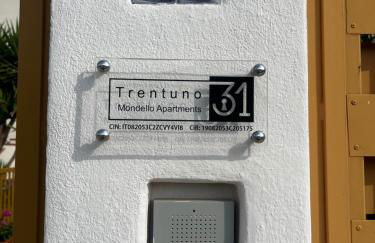 Trentuno 31
Mondello Apartments
CIN: IT082053C2ZCVY4VI8 CIR: 19082053C205175